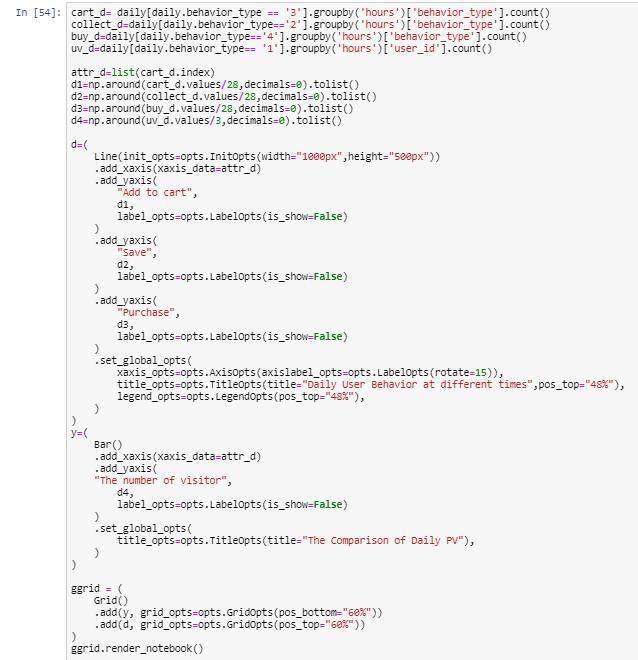 In [54]: cart_d= daily[daily.behavior_type == '3'].groupby('hours')['behavior_type'].count()
collect_d=daily[daily.behavior_type=='2'].groupby('hours')['behavior_type'].count()
buy_d=daily[daily.behavior_type=='4'].groupby('hours')['behavior_type'].count()
uv_d=daily[daily.behavior_type== '1'].groupby('hours')['user_id'].count()

attr_d=list(cart_d.index)
d1=np.around(cart_d.values/28,decimals=0).tolist()
d2=np.around(collect_d.values/28,decimals=0).tolist()
d3=np.around(buy_d.values/28,decimals=0).tolist()
d4=np.around(uv_d.values/3,decimals=0).tolist()

d=(
    Line(init_opts=opts.InitOpts(width="1000px",height="500px"))
    .add_xaxis(xaxis_data=attr_d)
    .add_yaxis(
        "Add to cart",
        d1,
        label_opts=opts.LabelOpts(is_show=False)
    )
    .add_yaxis(
        "Save",
        d2,
        label_opts=opts.LabelOpts(is_show=False)
    )
    .add_yaxis(
        "Purchase",
        d3,
        label_opts=opts.LabelOpts(is_show=False)
    )
    .set_global_opts(
        xaxis_opts=opts.AxisOpts(axislabel_opts=opts.LabelOpts(rotate=15)),
        title_opts=opts.TitleOpts(title="Daily User Behavior at different times",pos_top="48%"),
        legend_opts=opts.LegendOpts(pos_top="48%"),
    )
)
y=(
    Bar()
    .add_xaxis(xaxis_data=attr_d)
    .add_yaxis(
    "The number of visitor",
        d4,
        label_opts=opts.LabelOpts(is_show=False)
    )
    .set_global_opts(
        title_opts=opts.TitleOpts(title="The Comparison of Daily PV"),
    )
)

ggrid = (
    Grid()
    .add(y, grid_opts=opts.GridOpts(pos_bottom="60%"))
    .add(d, grid_opts=opts.GridOpts(pos_top="60%"))
)
ggrid.render_notebook()